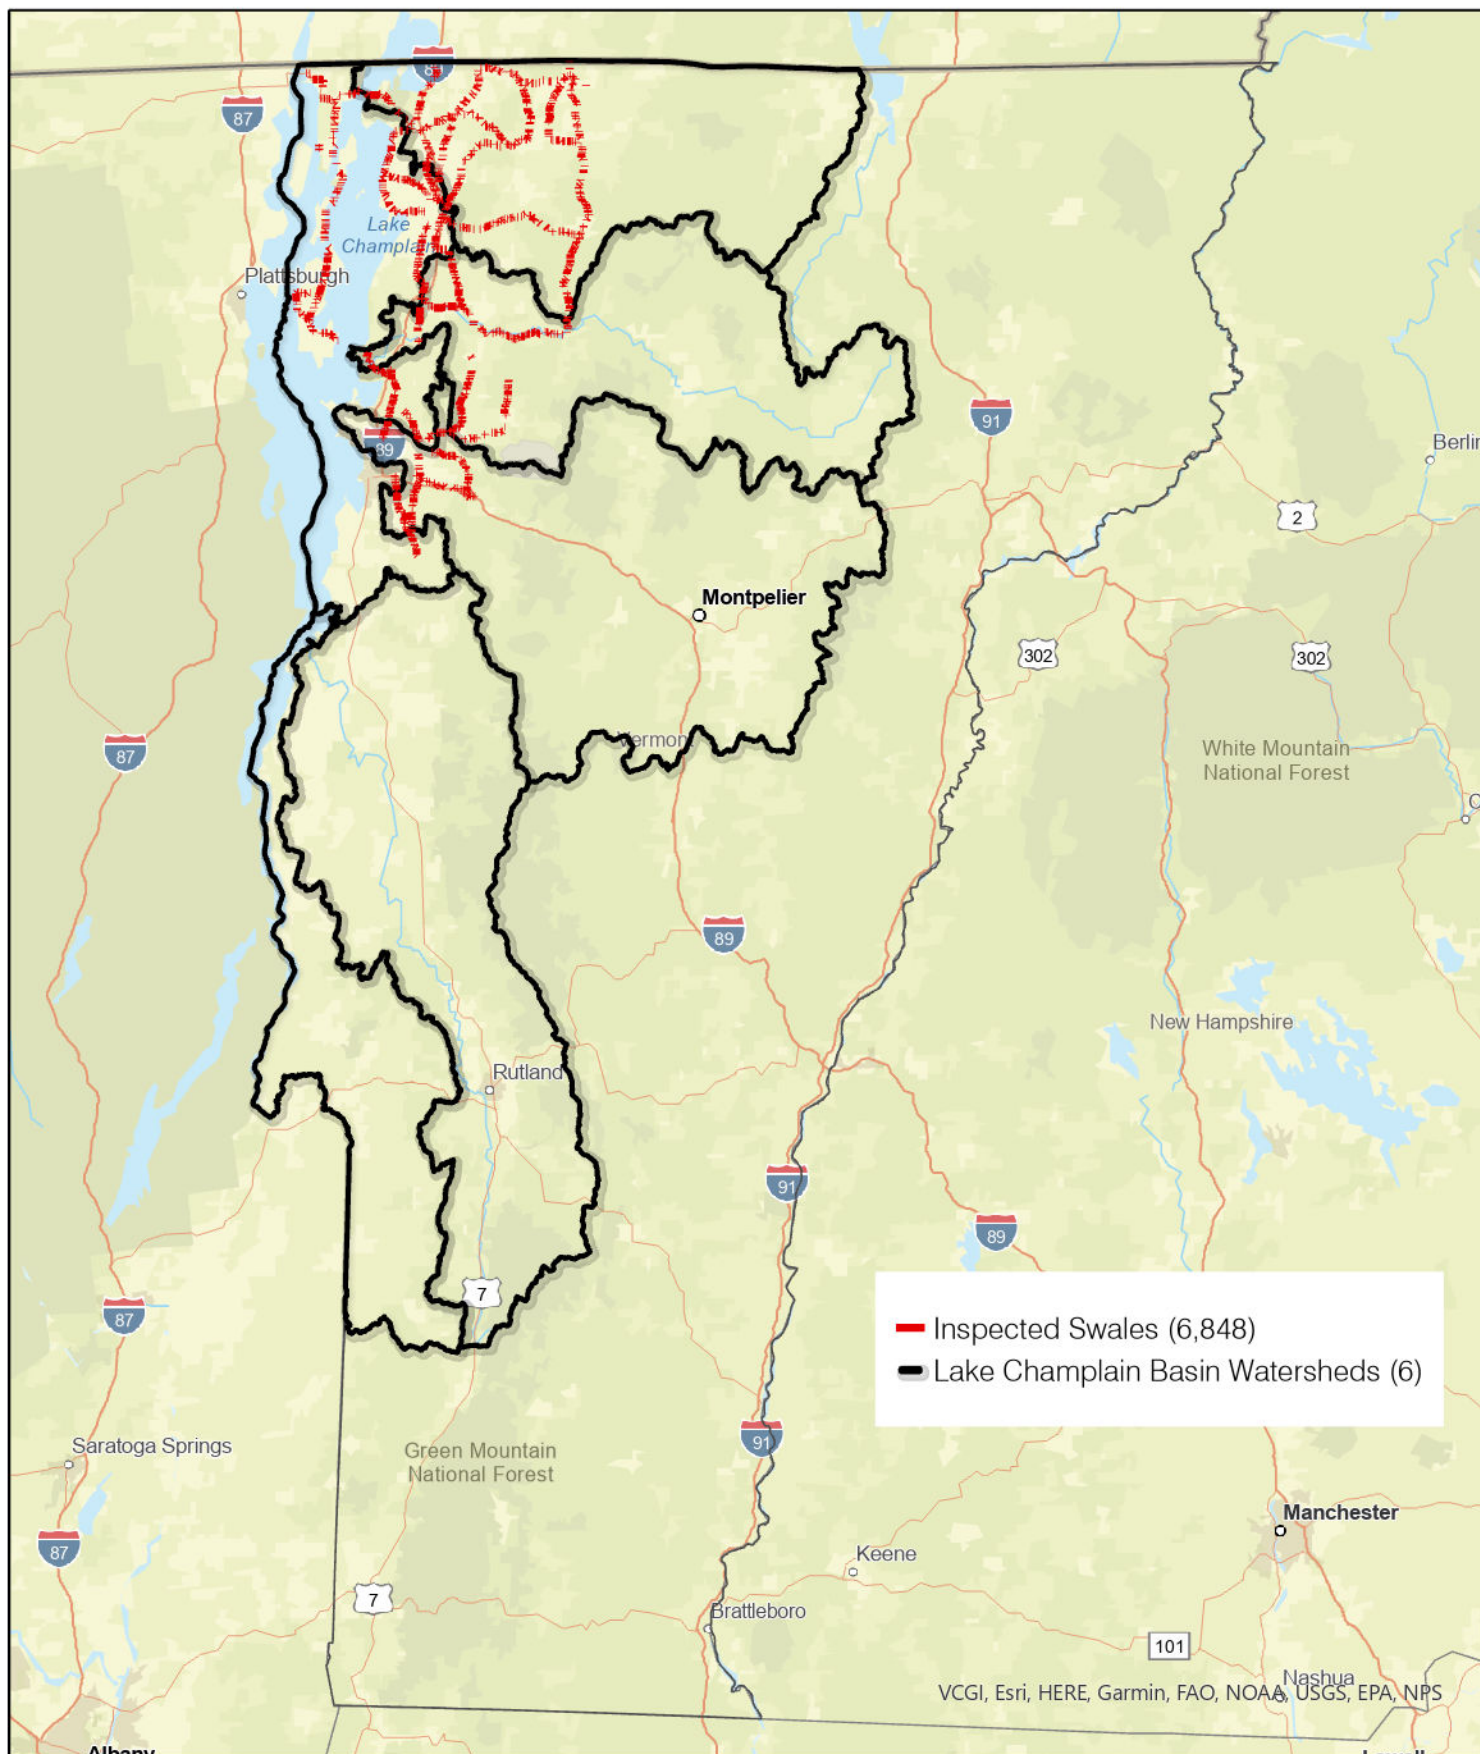 89
87
Lake
Champlain
Plattsburgh
91
Berlin
89
2
Montpelier
302
302
Vermont
87
White Mountain
National Forest
89
New Hampshire
Rutland
91
89
7
87
Inspected Swales (6,848)
Lake Champlain Basin Watersheds (6)
91
Saratoga Springs
Green Mountain
National Forest
Manchester
87
Keene
7
Brattleboro
101
Nashua
VCGI, Esri, HERE, Garmin, FAO, NOAA, USGS, EPA, NPS
Albany